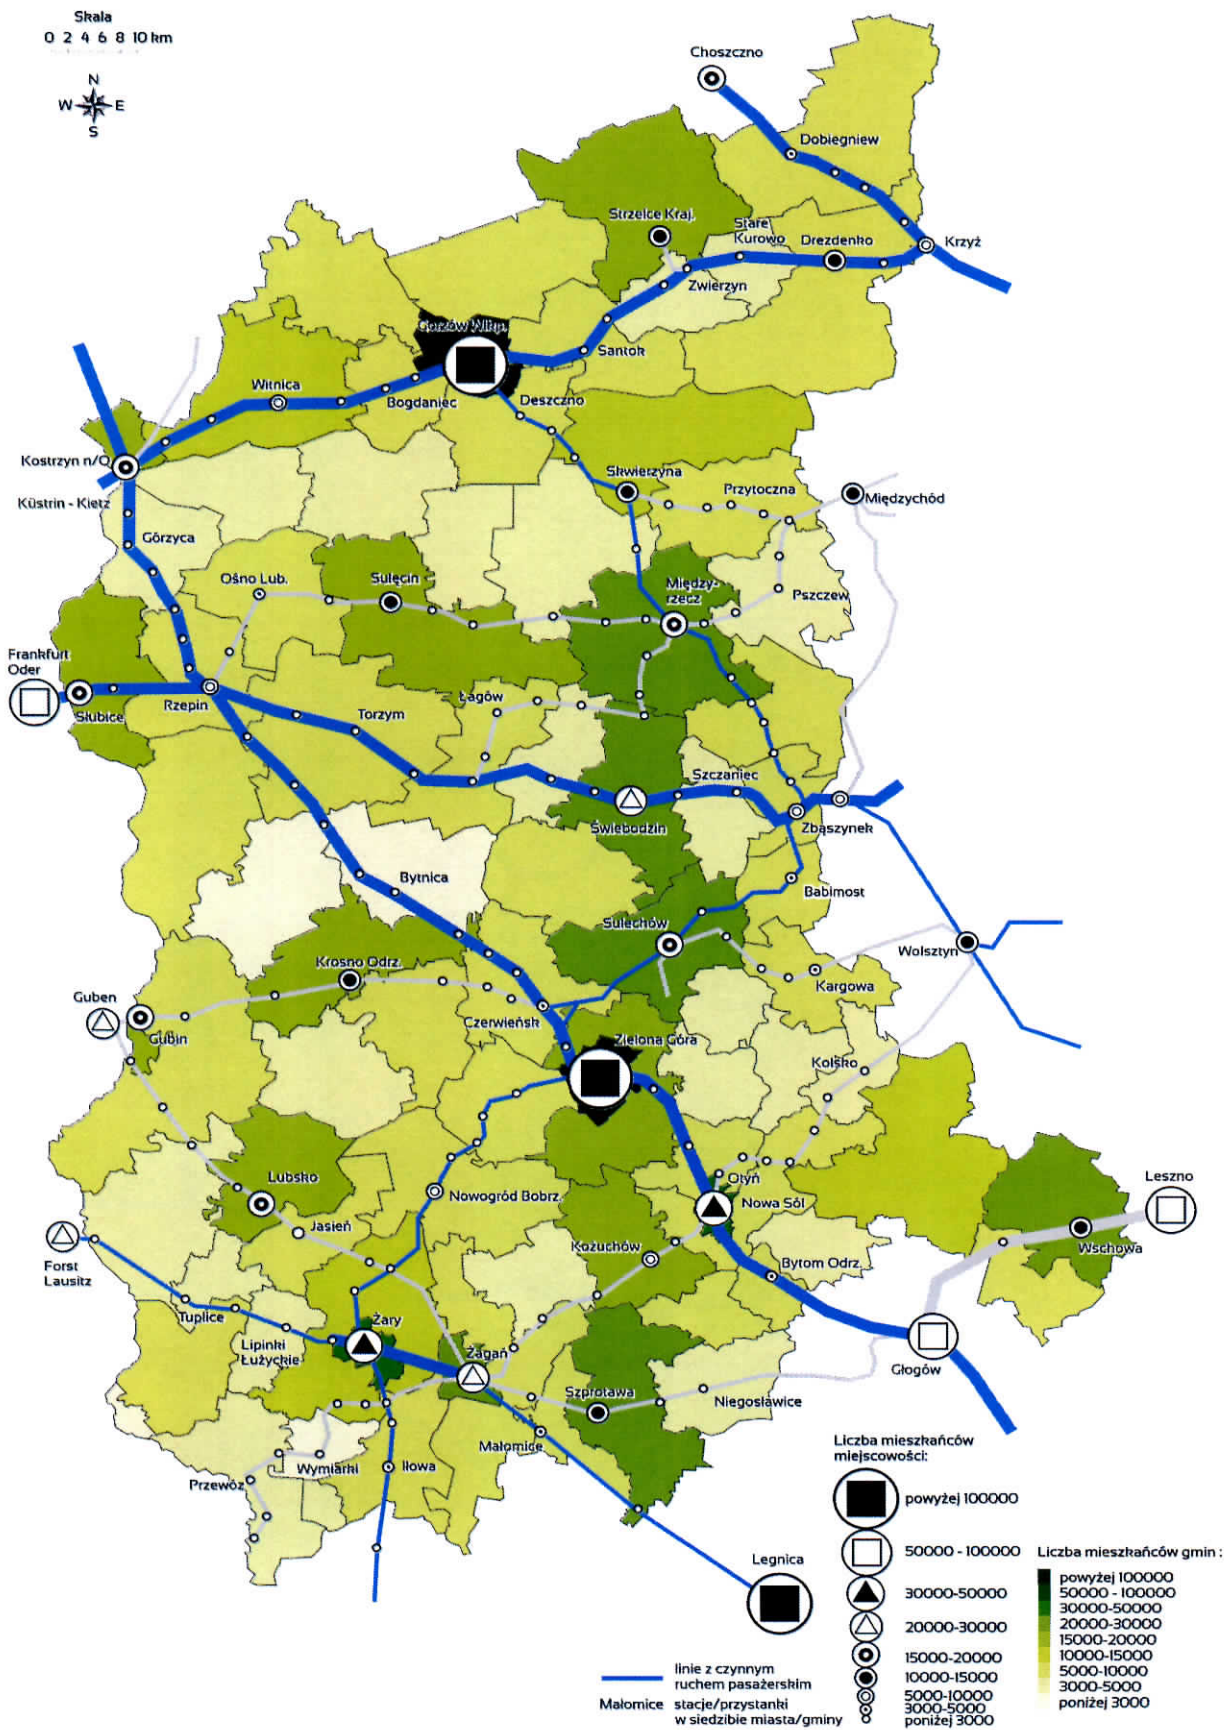 Skala
0 2 4 6 8 10 km
N
W E
S
Choszczno
Dobiegniew
Strzelce Kraj.
Stare
Kurowo
Drezdenko
Krzyż
Zwierzyn
Gorzów Wlkp.
Santok
Witnica
Bogdaniec
Deszczno
Kostrzyn n/O
Küstrin - Kietz
Skwierzyna
Przytoczna
Międzychód
Górzyca
Ośno Lub.
Sulęcin
Między-
rzecz
Pszczew
Frankfurt
Oder
Słubice
Rzepin
Torzym
Łagów
Szczaniec
Świebodzin
Zbąszynek
Bytnica
Babimost
Sulechów
Wolsztyn
Krosno Odrz.
Kargowa
Guben
Gubin
Czerwieńsk
Zielona Góra
Kolsko
Lubsko
Nowogród Bobrz.
Otyń
Nowa Sól
Leszno
Wschowa
Jasień
Forst
Lausitz
Kożuchów
Bytom Odrz.
Tuplice
Żary
Lipinki
Łużyckie
Żagań
Głogów
Szprotawa
Niegosławice
Małomice
Przewóz
Wymiarki
Iłowa
Legnica
Liczba mieszkańców
miejscowości:
powyżej 100000
50000 - 100000
30000-50000
20000-30000
15000-20000
10000-15000
5000-10000
3000-5000
poniżej 3000
Liczba mieszkańców gmin :
powyżej 100000
50000 - 100000
30000-50000
20000-30000
15000-20000
10000-15000
5000-10000
3000-5000
poniżej 3000
linie z czynnym
ruchem pasażerskim
Małomice stacje/przystanki
w siedzibie miasta/gminy